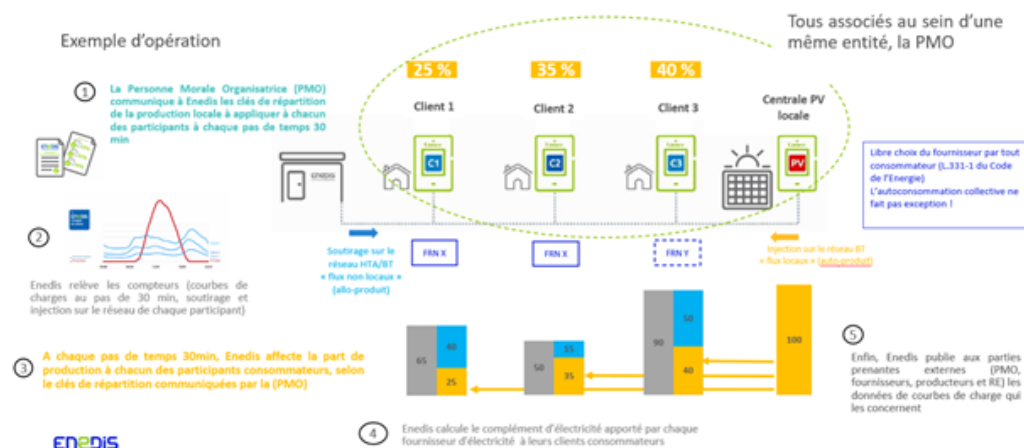 Exemple d'opération
Tous associés au sein d'une
même entité, la PMO
1
La Personne Morale Organisatrice (PMO)
communique à Enedis les clés de répartition
de la production locale à appliquer à chacun
des participants à chaque pas de temps 30
min
25 %
35 %
40 %
Client 1
Client 2
Client 3
Centrale PV
locale
C1
C2
C3
PV
enedis
Libre choix du fournisseur par tout
consommateur (L.331-1 du Code
de l'Energie)
L'autoconsommation collective ne
fait pas exception !
2
Enedis relève les compteurs (courbes de
charges au pas de 30 min, soutirage et
injection sur le réseau de chaque participant)
Soutirage sur le
réseau HTA/BT
« flux non locaux »
(allo-produit)
FRN X
FRN X
FRN Y
Injection sur le réseau BT
« flux locaux » (auto-produit)
3
A chaque pas de temps 30min, Enedis affecte la part de
production à chacun des participants consommateurs, selon
le clés de répartition communiquées par la (PMO)
65
40
25
50
15
35
90
50
40
100
5
Enfin, Enedis publie aux parties
prenantes externes (PMO,
fournisseurs, producteurs et RE) les
données de courbes de charge qui
les concernent
4
Enedis calcule le complément d'électricité apporté par chaque
fournisseur d'électricité à leurs clients consommateurs
ENEDIS